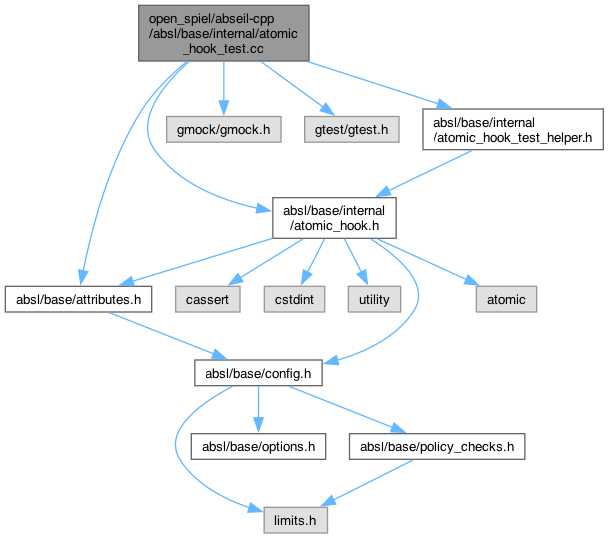 open_spiel/abseil-cpp
/absl/base/internal/atomic
_hook_test.cc
gmock/gmock.h
gtest/gtest.h
absl/base/internal
/atomic_hook_test_helper.h
absl/base/internal
/atomic_hook.h
absl/base/attributes.h
cassert
cstdint
utility
atomic
absl/base/config.h
absl/base/options.h
absl/base/policy_checks.h
limits.h